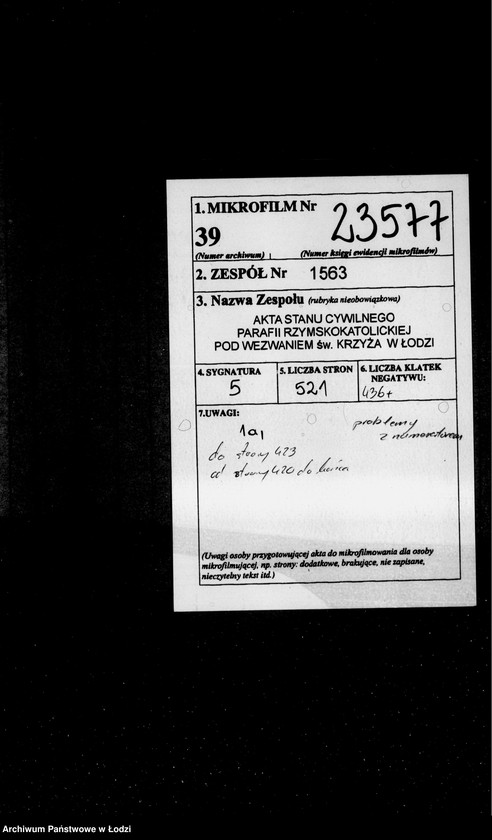 1. MIKROFILM Nr 23577
39
(Numer archiwum) (Numer księgi ewidencji mikrofilmów)
2. ZESPÓŁ Nr 1563
3. Nazwa Zespołu (rubryka nieobowiązkowa)
AKTA STANU CYWILNEGO
PARAFII RZYMSKOKATOLICKIEJ
POD WEZWANIEM św. KRZYŻA W ŁODZI
4. SYGNATURA 5. LICZBA STRON 6. LICZBA KLATEK
NEGATYWU:
5 521 436+
7.UWAGI:
1a, problemy
z numeratorem
do strony 423
od strony 420 do końca
(Uwagi osoby przygotowującej akta do mikrofilmowania dla osoby
mikrofilmującej, np. strony: dodatkowe, brakujące, nie zapisane,
nieczytelny tekst itd.)
Archiwum Państwowe w Łodzi